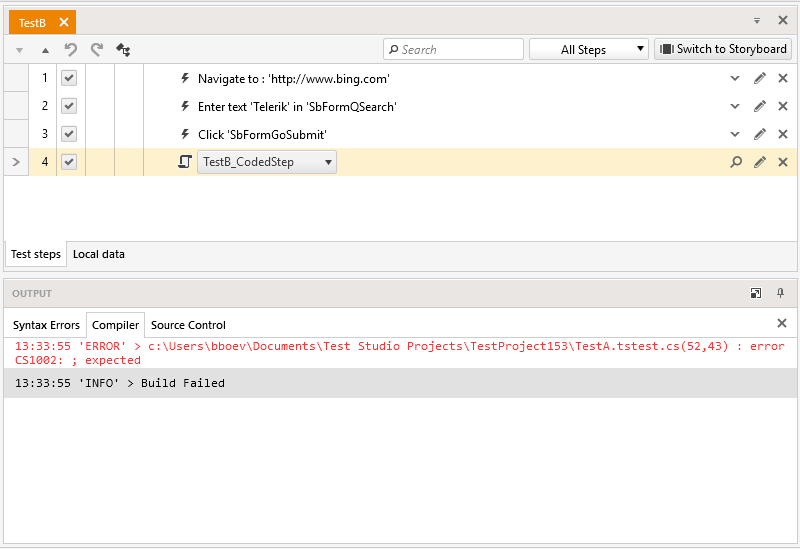 TestB
Search
All Steps
Switch to Storyboard
1 Navigate to : 'http://www.bing.com'
2 Enter text 'Telerik' in 'SbFormQSearch'
3 Click 'SbFormGoSubmit'
4 TestB_CodedStep
Test steps Local data
OUTPUT
Syntax Errors Compiler Source Control
13:33:55 'ERROR' > c:\Users\bboev\Documents\Test Studio Projects\TestProject153\TestA.tstest.cs(52,43) : error
CS1002: ; expected
13:33:55 'INFO' > Build Failed